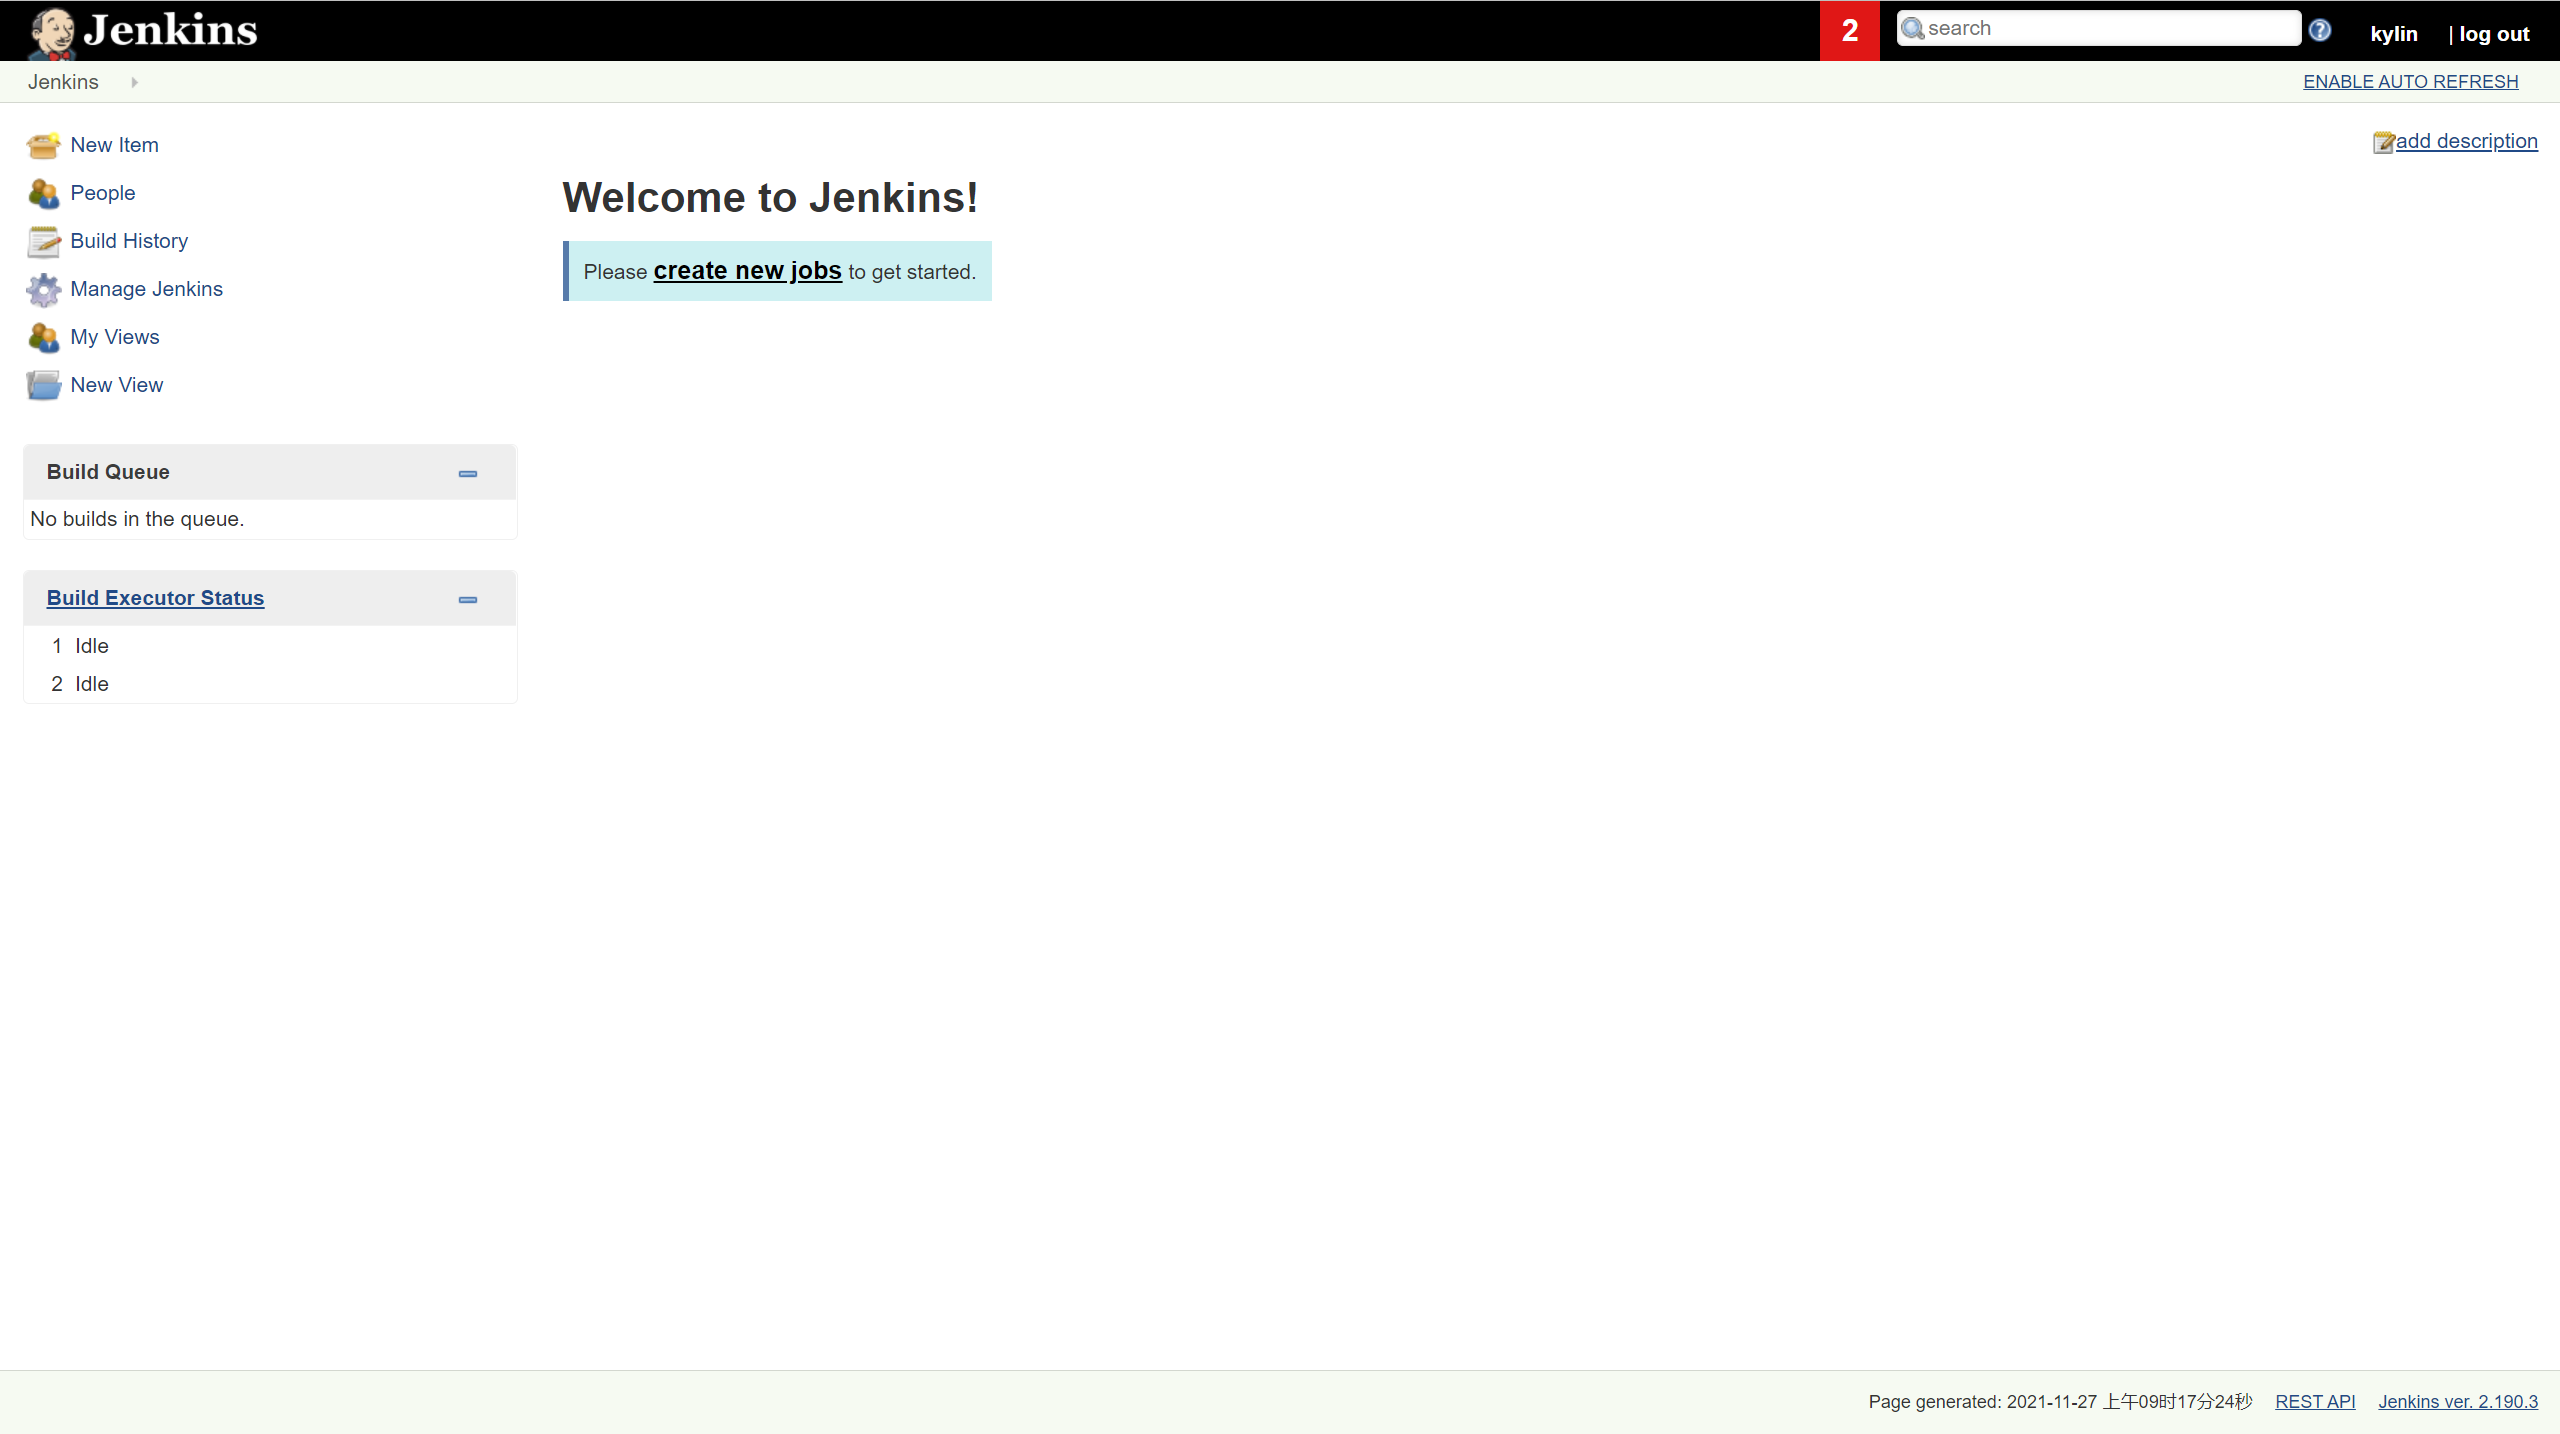 Jenkins
2
search
kylin
| log out
Jenkins
ENABLE AUTO REFRESH
New Item
People
Build History
Manage Jenkins
My Views
New View
add description
Welcome to Jenkins!
Please create new jobs to get started.
Build Queue
No builds in the queue.
Build Executor Status
1 Idle
2 Idle
Page generated: 2021-11-27 上午09时17分24秒 REST API Jenkins ver. 2.190.3